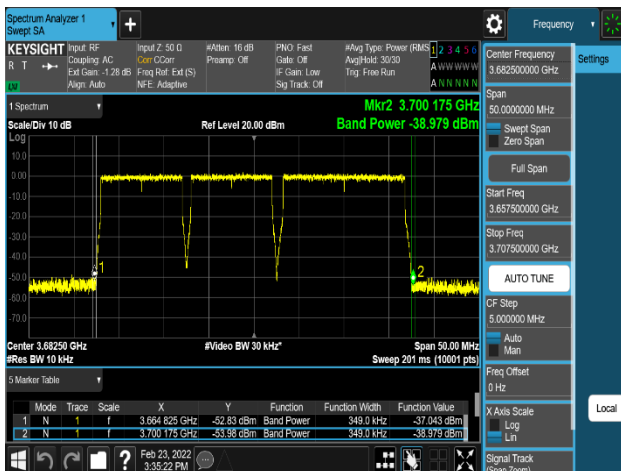 Spectrum Analyzer 1
Swept SA
+
Frequency
KEYSIGHT
R T
LXI
Input: RF
Coupling: AC
Ext Gain: -1.28 dB
Align: Auto
Input Z: 50 Ω
Corr CCorr
Freq Ref: Ext (S)
NFE: Adaptive
#Atten: 16 dB
Preamp: Off
PNO: Fast
Gate: Off
IF Gain: Low
Sig Track: Off
#Avg Type: Power (RMS
Avg|Hold: 30/30
Trig: Free Run
1 2 3 4 5 6
A W W W W W
A N N N N N
1 Spectrum
Scale/Div 10 dB
Log
Ref Level 20.00 dBm
Mkr2 3.700 175 GHz
Band Power -38.979 dBm
10.0
0.00
-10.0
-20.0
-30.0
-40.0
-50.0
-60.0
-70.0
1
2
Center 3.68250 GHz
#Res BW 10 kHz
#Video BW 30 kHz*
Span 50.00 MHz
Sweep 201 ms (10001 pts)
5 Marker Table
Mode Trace Scale X Y Function Function Width Function Value
1 N 1 f 3.664 825 GHz -52.83 dBm Band Power 349.0 kHz -37.043 dBm
2 N 1 f 3.700 175 GHz -53.98 dBm Band Power 349.0 kHz -38.979 dBm
Feb 23, 2022
3:35:22 PM
?
Center Frequency
3.682500000 GHz
Settings
Span
50.0000000 MHz
Swept Span
Zero Span
Full Span
Start Freq
3.657500000 GHz
Stop Freq
3.707500000 GHz
AUTO TUNE
CF Step
5.000000 MHz
Auto
Man
Freq Offset
0 Hz
X Axis Scale
Log
Lin
Local
Signal Track
(Span Zoom)